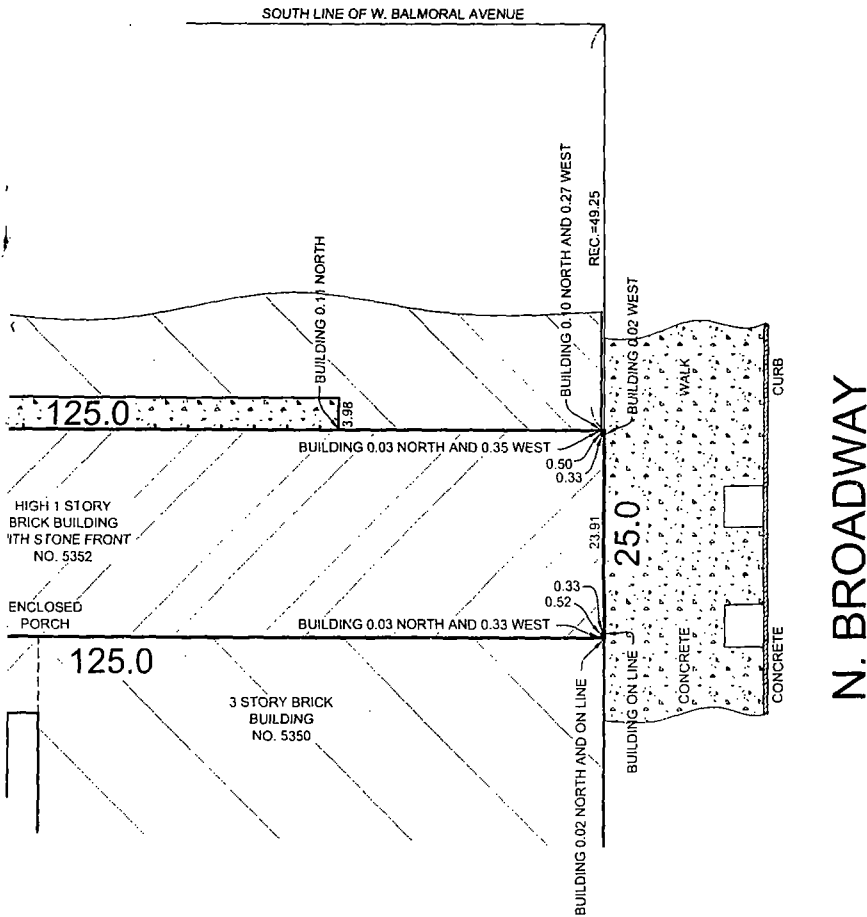 SOUTH LINE OF W. BALMORAL AVENUE
REC.=49.25
BUILDING 0.10 NORTH AND 0.27 WEST
BUILDING 0.11 NORTH
BUILDING 0.02 WEST
WALK
CURB
125.0
3.98
BUILDING 0.03 NORTH AND 0.35 WEST
0.50
0.33
HIGH 1 STORY
BRICK BUILDING
ITH STONE FRONT
NO. 5352
23.91
25.0
N. BROADWAY
ENCLOSED
PORCH
0.33
0.52
BUILDING 0.03 NORTH AND 0.33 WEST
125.0
CONCRETE
CONCRETE
BUILDING ON LINE
3 STORY BRICK
BUILDING
NO. 5350
BUILDING 0.02 NORTH AND ON LINE